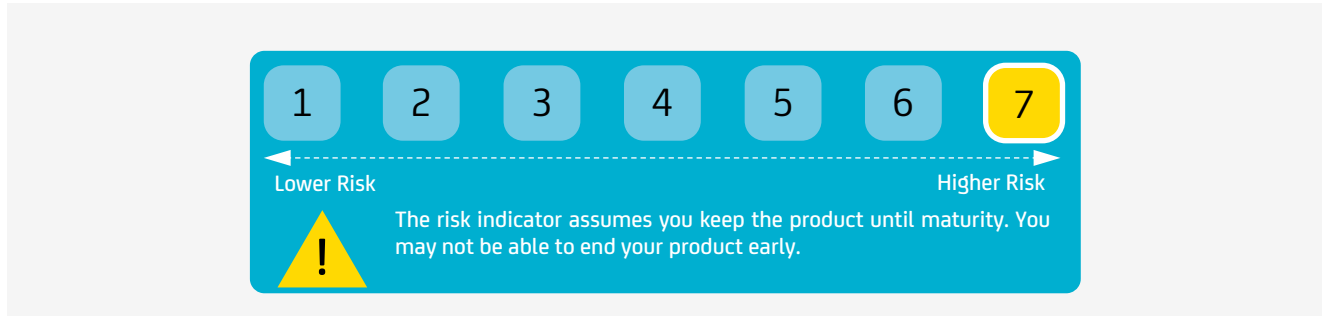 1 2 3 4 5 6 7
Lower Risk Higher Risk
The risk indicator assumes you keep the product until maturity. You
may not be able to end your product early.
!